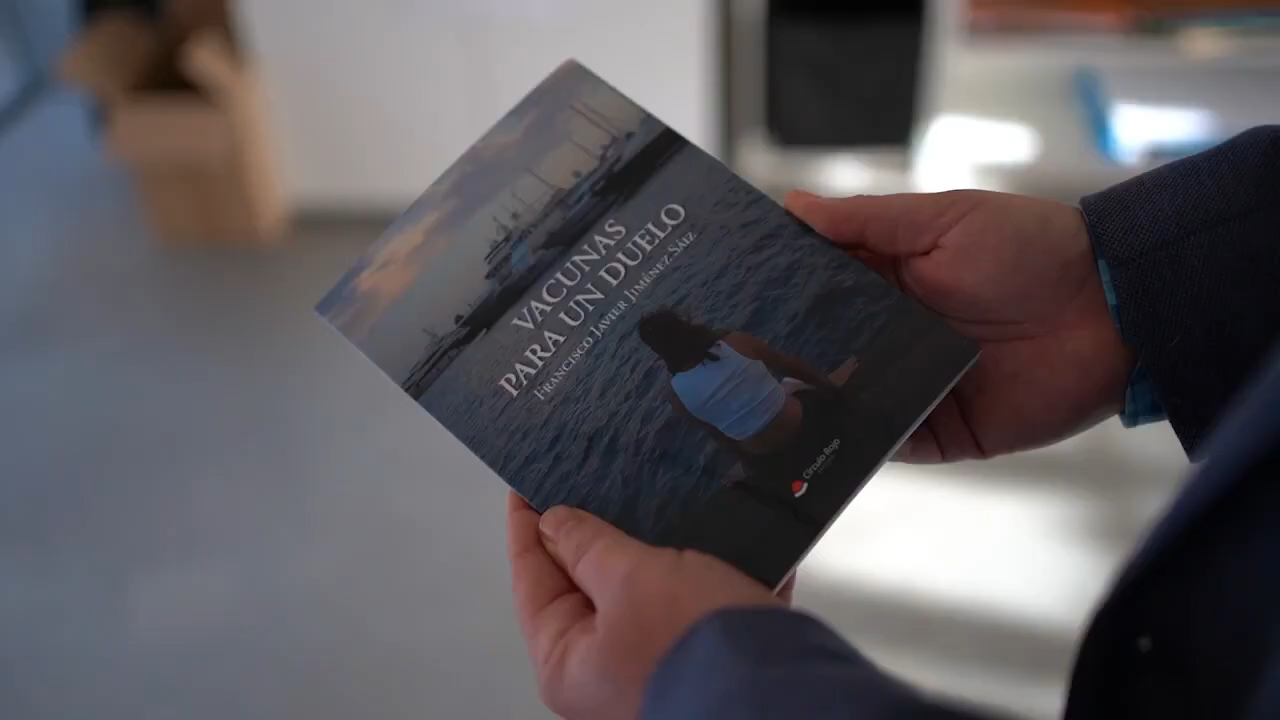 VACUNAS
PARA UN DUELO
FRANCISCO JAVIER JIMÉNEZ SÁIZ
Círculo Rojo